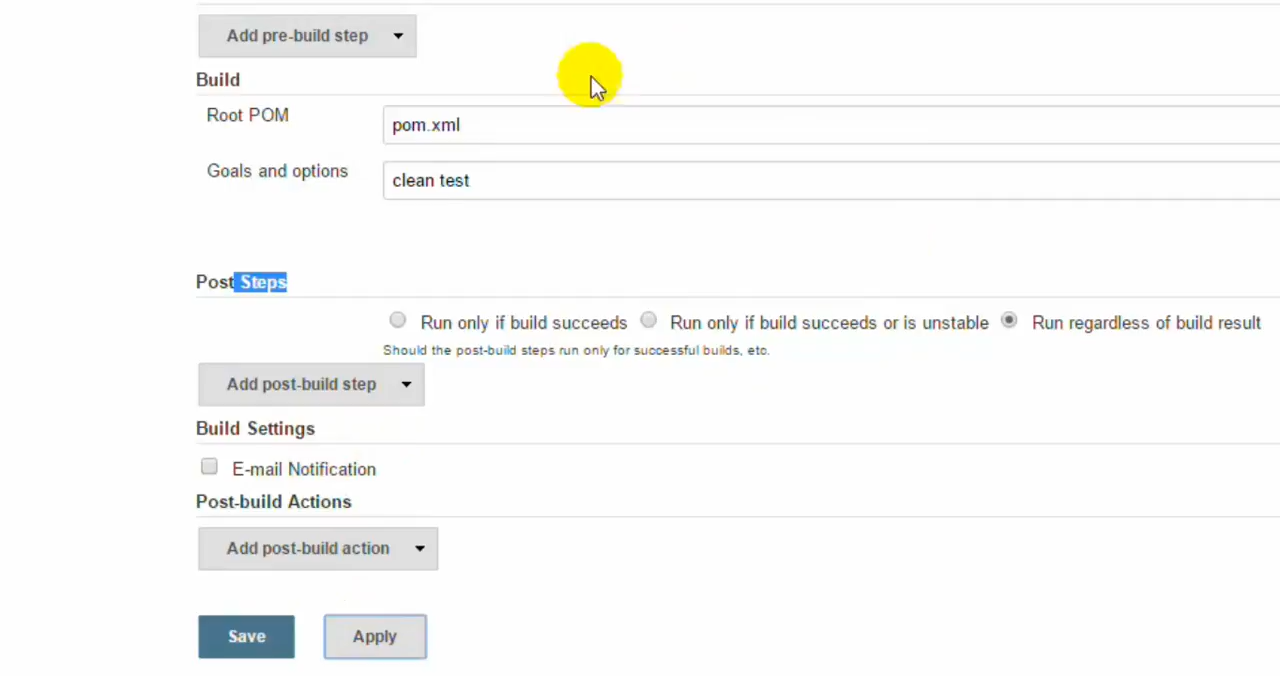 Add pre-build step
Build
Root POM
pom.xml
Goals and options
clean test
Post Steps
Run only if build succeeds Run only if build succeeds or is unstable Run regardless of build result
Should the post-build steps run only for successful builds, etc.
Add post-build step
Build Settings
E-mail Notification
Post-build Actions
Add post-build action
Save Apply